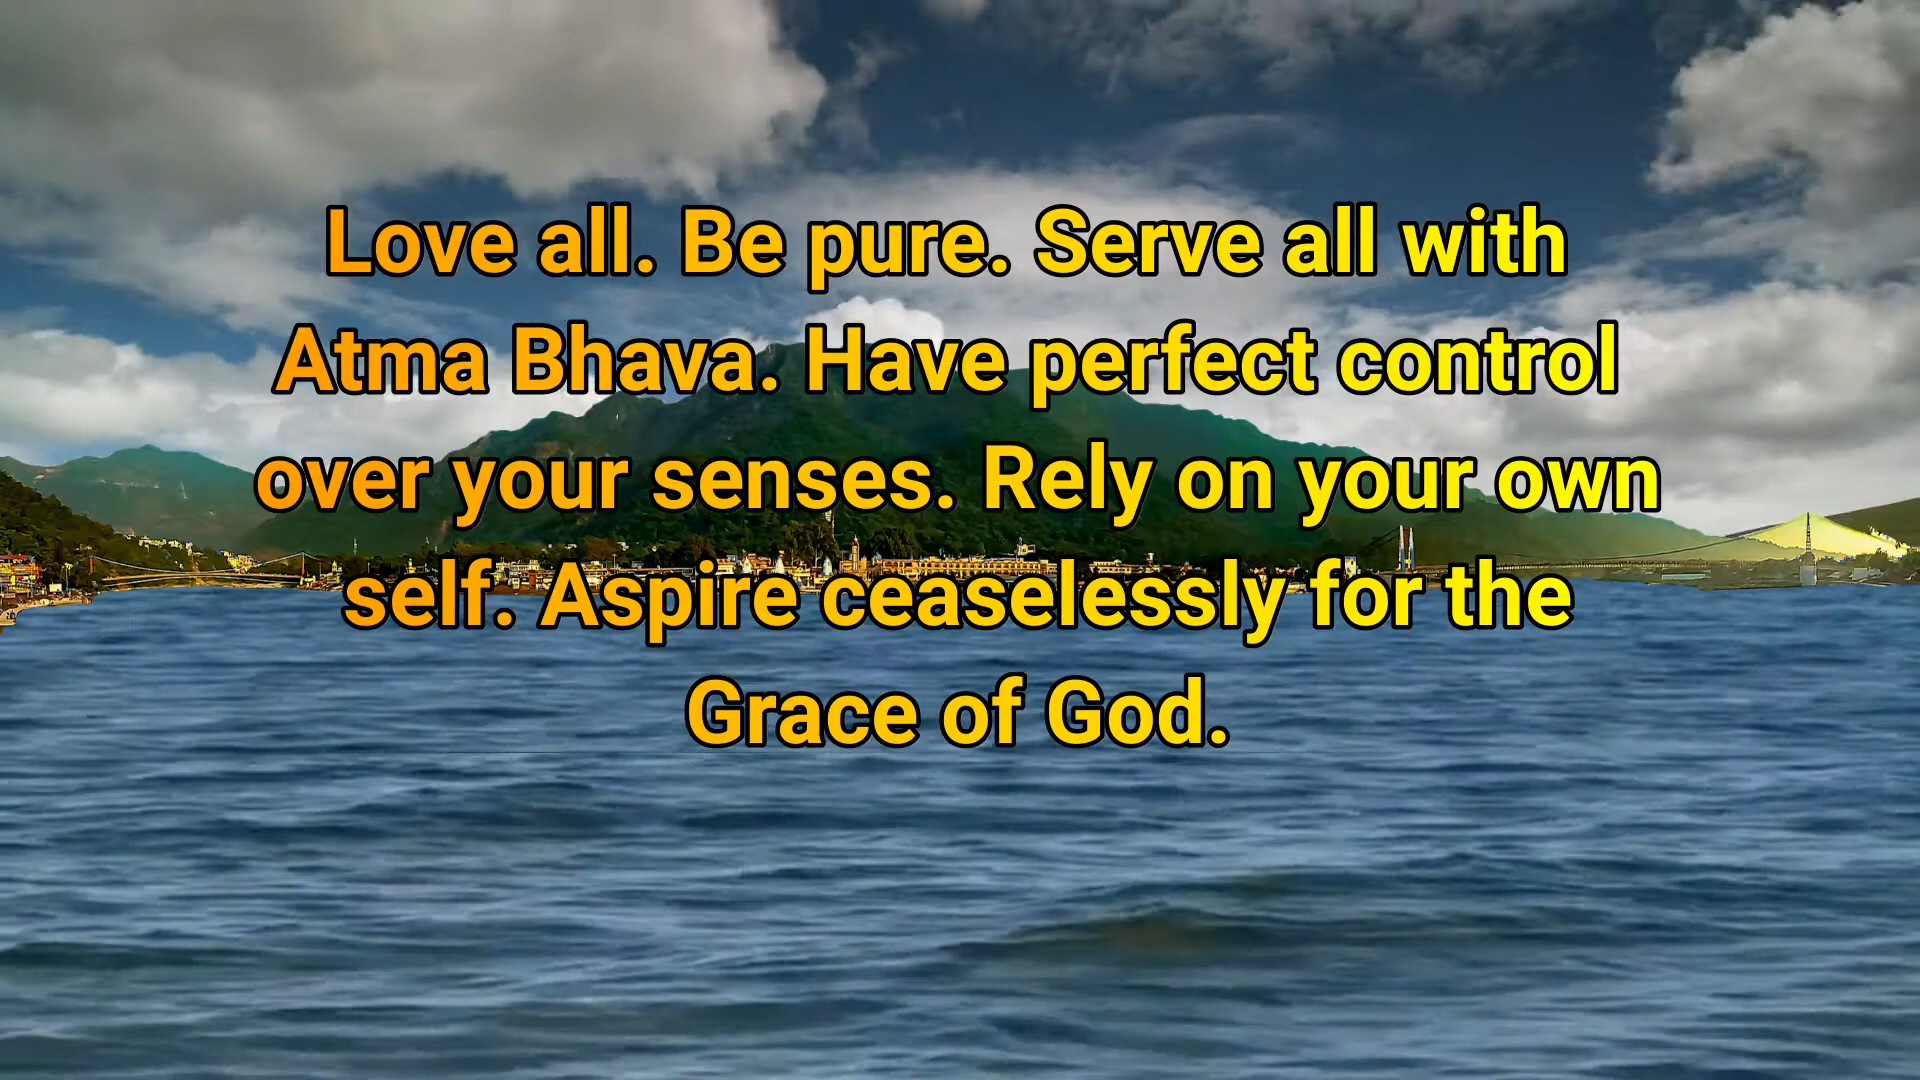 Love all. Be pure. Serve all with
Atma Bhava. Have perfect control
over your senses. Rely on your own
self. Aspire ceaselessly for the
Grace of God.